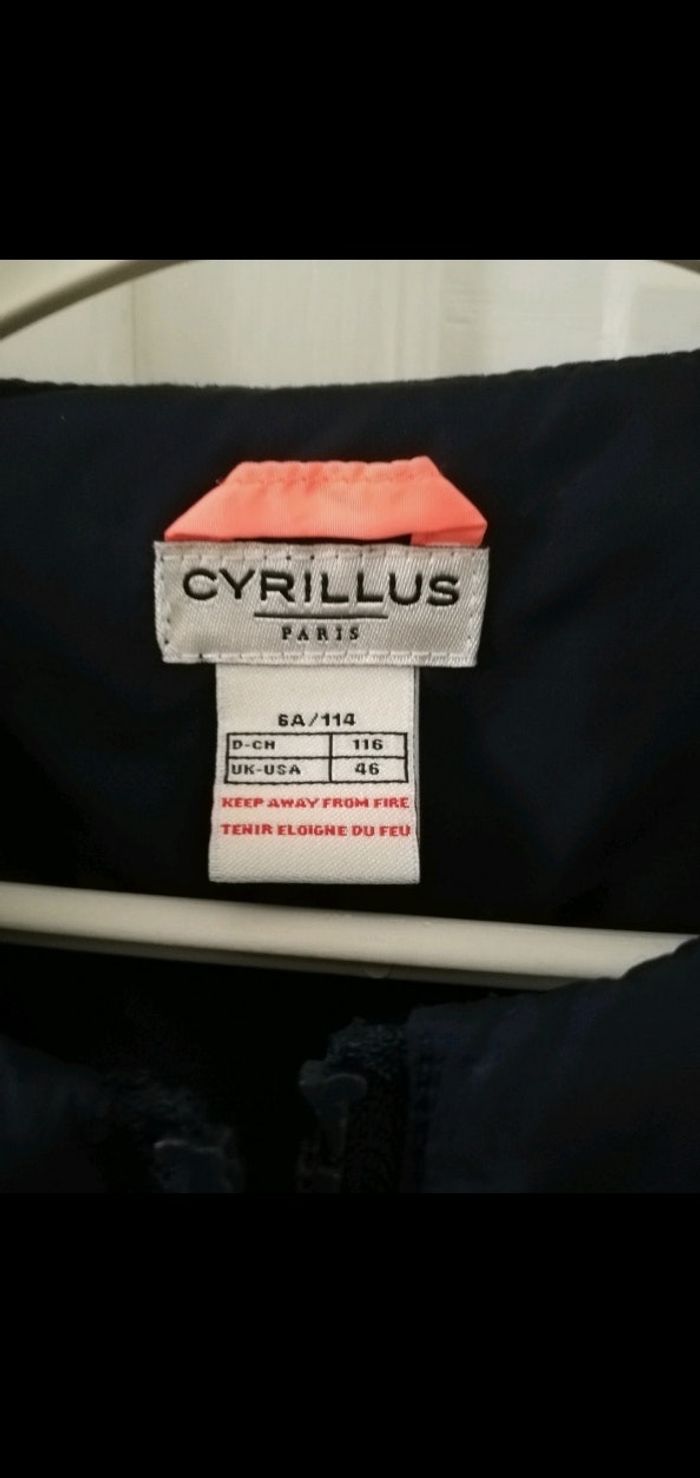 CYRILLUS
PARIS
6A/114
D-CH 116
UK-USA 46
KEEP AWAY FROM FIRE
TENIR ELOIGNE DU FEU